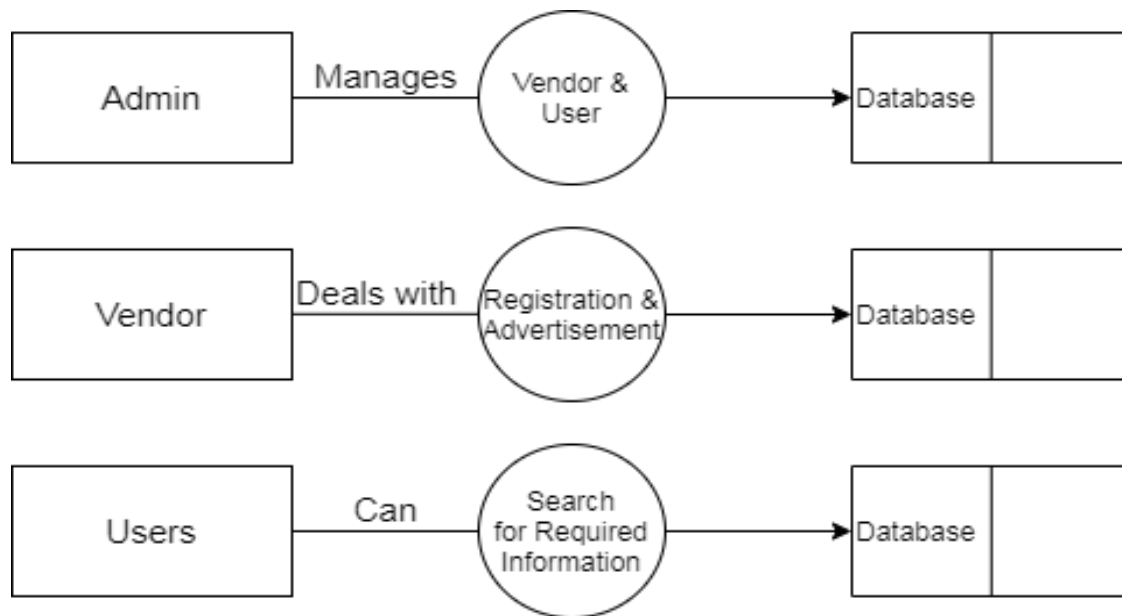 Admin
Manages
Vendor &
User
Database
Vendor
Deals with
Registration &
Advertisement
Database
Users
Can
Search
for Required
Information
Database